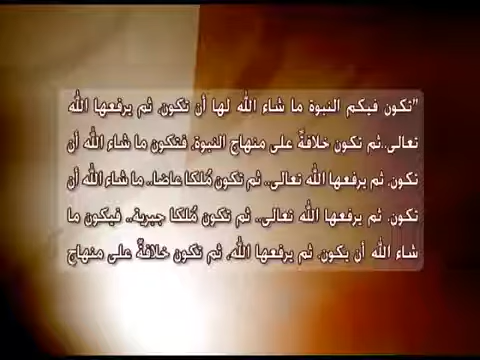 "تكون فيكم النبوة ما شاء الله لها أن تكون، ثم يرفعها الله
تعالى..ثم تكون خلافةً على منهاج النبوة، فتكون ما شاء الله أن
تكون، ثم يرفعها الله تعالى.. ثم تكون مُلكا عاضا.. ما شاء الله أن
تكون، ثم يرفعها الله تعالى.. ثم تكون مُلكا جبرية.. فيكون ما
شاء الله أن يكون، ثم يرفعها الله، ثم تكون خلافةً على منهاج